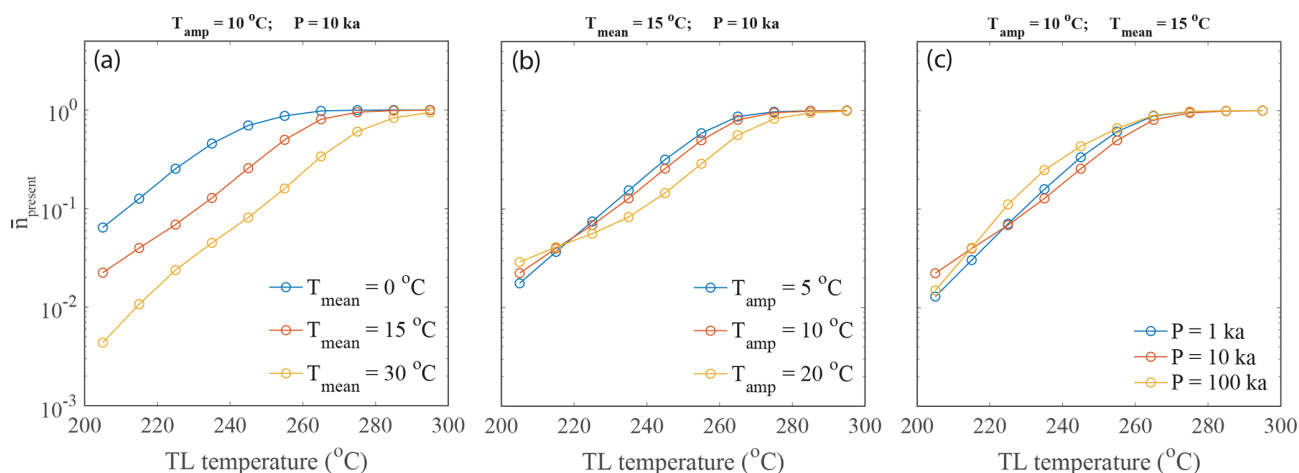 T_amp = 10 °C; P = 10 ka
T_mean = 15 °C; P = 10 ka
T_amp = 10 °C; T_mean = 15 °C
(a)
n̄_present
10^0
10^-1
10^-2
10^-3
T_mean = 0 °C
T_mean = 15 °C
T_mean = 30 °C
200 220 240 260 280 300
TL temperature (°C)
(b)
T_amp = 5 °C
T_amp = 10 °C
T_amp = 20 °C
200 220 240 260 280 300
TL temperature (°C)
(c)
P = 1 ka
P = 10 ka
P = 100 ka
200 220 240 260 280 300
TL temperature (°C)